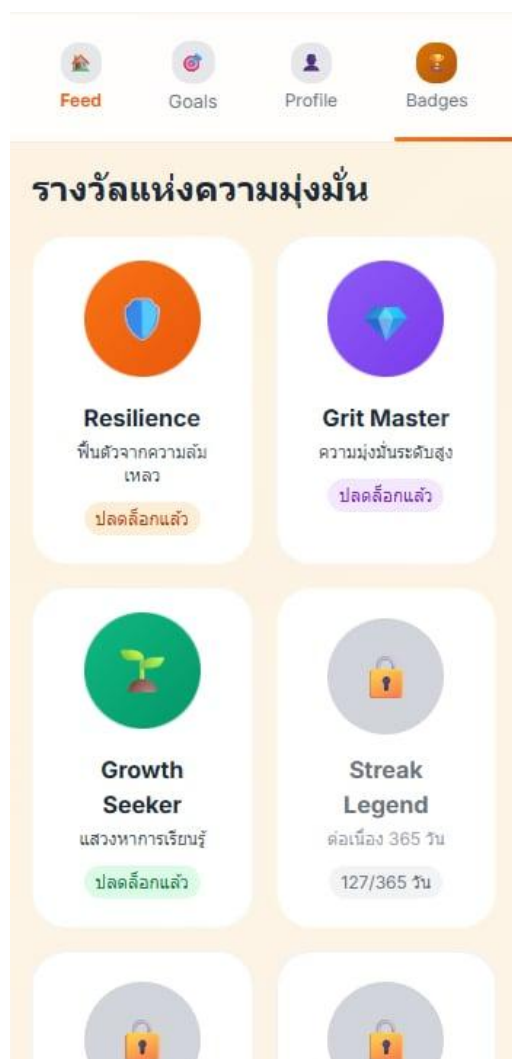 Feed
Goals
Profile
Badges
รางวัลแห่งความมุ่งมั่น
Resilience
ฟื้นตัวจากความล้ม
เหลว
ปลดล็อกแล้ว
Grit Master
ความมุ่งมั่นระดับสูง
ปลดล็อกแล้ว
Growth
Seeker
แสวงหาการเรียนรู้
ปลดล็อกแล้ว
Streak
Legend
ต่อเนื่อง 365 วัน
127/365 วัน